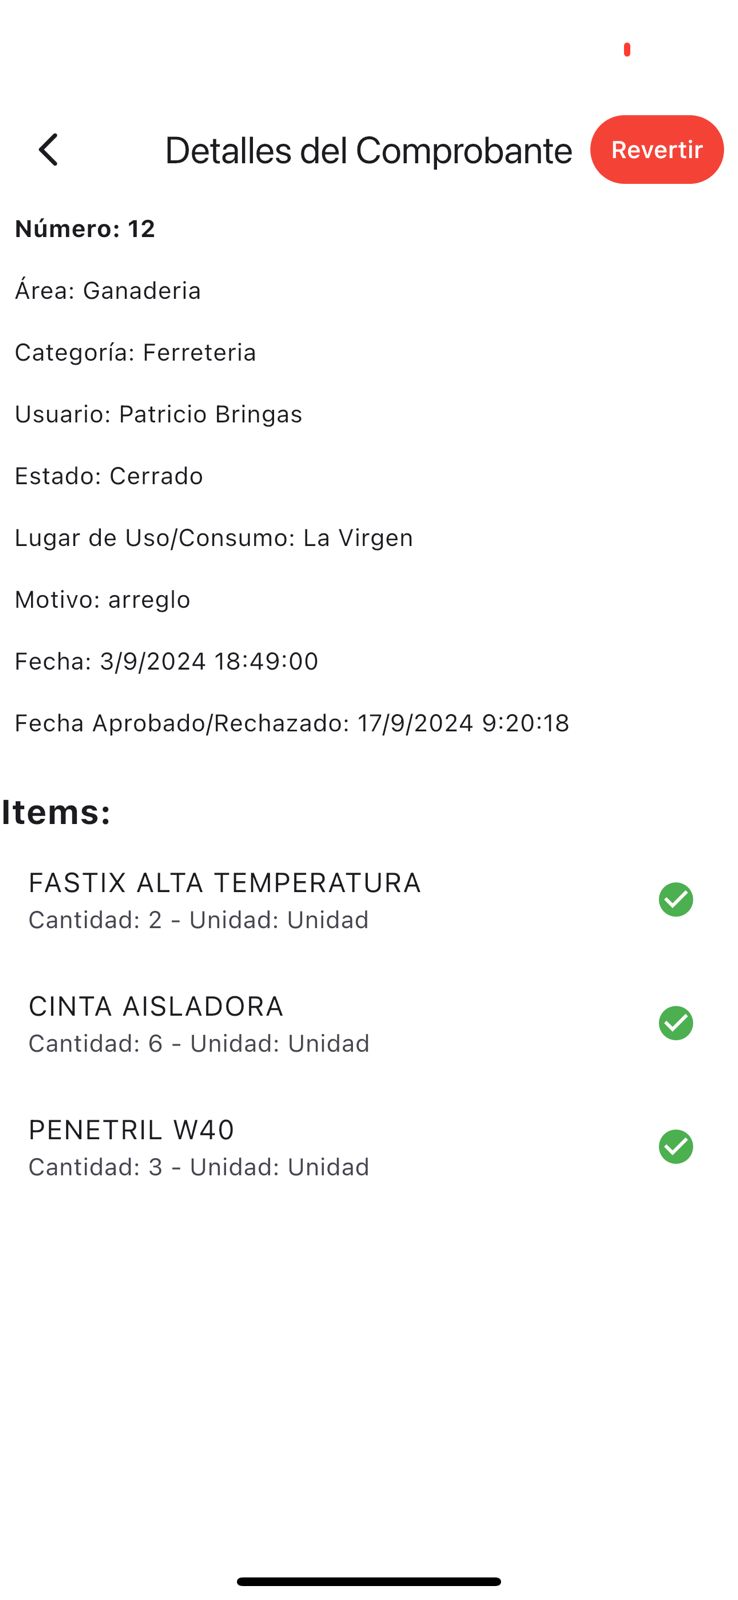 Detalles del Comprobante
Revertir
Número: 12
Área: Ganaderia
Categoría: Ferreteria
Usuario: Patricio Bringas
Estado: Cerrado
Lugar de Uso/Consumo: La Virgen
Motivo: arreglo
Fecha: 3/9/2024 18:49:00
Fecha Aprobado/Rechazado: 17/9/2024 9:20:18
Items:
FASTIX ALTA TEMPERATURA
Cantidad: 2 - Unidad: Unidad
CINTA AISLADORA
Cantidad: 6 - Unidad: Unidad
PENETRIL W40
Cantidad: 3 - Unidad: Unidad